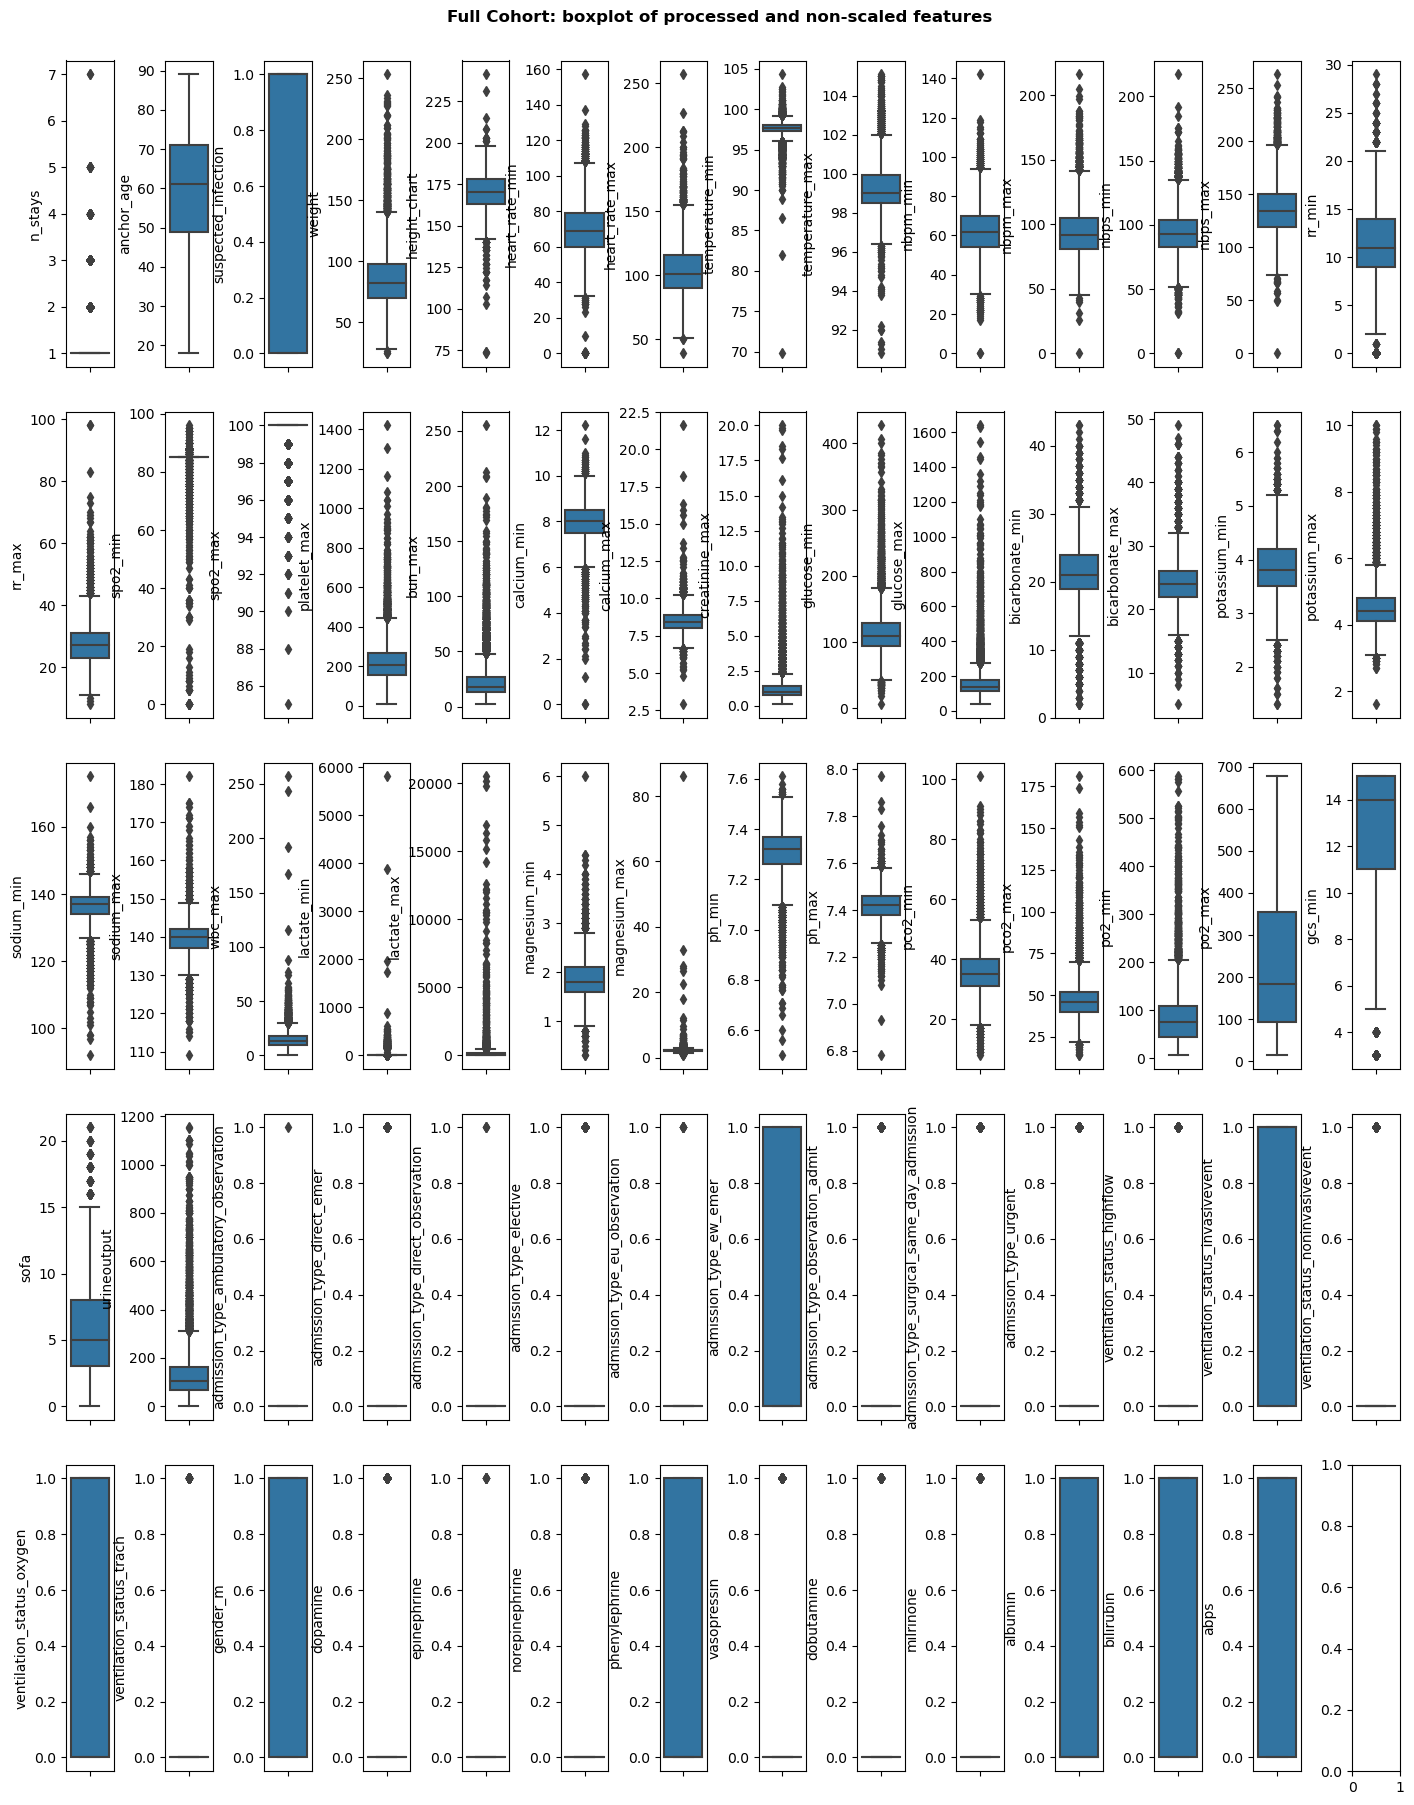 Full Cohort: boxplot of processed and non-scaled features
n_stays
7 6 5 4 3 2 1
anchor_age
90 80 70 60 50 40 30 20
suspected_infection
1.0 0.8 0.6 0.4 0.2 0.0
weight
250 200 150 100 50
height_chart
225 200 175 150 125 100 75
heart_rate_min
160 140 120 100 80 60 40 20 0
heart_rate_max
250 200 150 100 50
temperature_min
105 100 95 90 85 80 75 70
temperature_max
104 102 100 98 96 94 92
nbpm_min
140 120 100 80 60 40 20 0
nbpm_max
200 150 100 50 0
nbps_min
200 150 100 50 0
nbps_max
250 200 150 100 50 0
rr_min
30 25 20 15 10 5 0
rr_max
100 80 60 40 20
spo2_min
100 80 60 40 20 0
spo2_max
100 98 96 94 92 90 88 86
platelet_max
1400 1200 1000 800 600 400 200 0
bun_max
250 200 150 100 50 0
calcium_min
12 10 8 6 4 2 0
calcium_max
22.5 20.0 17.5 15.0 12.5 10.0 7.5 5.0 2.5
creatinine_max
20.0 17.5 15.0 12.5 10.0 7.5 5.0 2.5 0.0
glucose_min
400 300 200 100 0
glucose_max
1600 1400 1200 1000 800 600 400 200 0
bicarbonate_min
40 30 20 10 0
bicarbonate_max
50 40 30 20 10
potassium_min
6 5 4 3 2
potassium_max
10 8 6 4 2
sodium_min
160 140 120 100
sodium_max
180 170 160 150 140 130 120 110
wbc_max
250 200 150 100 50 0
lactate_min
6000 5000 4000 3000 2000 1000 0
lactate_max
20000 15000 10000 5000 0
magnesium_min
6 5 4 3 2 1
magnesium_max
80 60 40 20 0
ph_min
7.6 7.4 7.2 7.0 6.8 6.6
ph_max
8.0 7.8 7.6 7.4 7.2 7.0 6.8
pco2_min
100 80 60 40 20
pco2_max
175 150 125 100 75 50 25
po2_min
600 500 400 300 200 100 0
po2_max
700 600 500 400 300 200 100 0
gcs_min
14 12 10 8 6 4
sofa
20 15 10 5 0
urineoutput
1200 1000 800 600 400 200 0
admission_type_ambulatory_observation
1.0 0.8 0.6 0.4 0.2 0.0
admission_type_direct_emer
1.0 0.8 0.6 0.4 0.2 0.0
admission_type_direct_observation
1.0 0.8 0.6 0.4 0.2 0.0
admission_type_elective
1.0 0.8 0.6 0.4 0.2 0.0
admission_type_eu_observation
1.0 0.8 0.6 0.4 0.2 0.0
admission_type_ew_emer
1.0 0.8 0.6 0.4 0.2 0.0
admission_type_observation_admit
1.0 0.8 0.6 0.4 0.2 0.0
admission_type_surgical_same_day_admission
1.0 0.8 0.6 0.4 0.2 0.0
admission_type_urgent
1.0 0.8 0.6 0.4 0.2 0.0
ventilation_status_highflow
1.0 0.8 0.6 0.4 0.2 0.0
ventilation_status_invasivevent
1.0 0.8 0.6 0.4 0.2 0.0
ventilation_status_noninvasivevent
1.0 0.8 0.6 0.4 0.2 0.0
ventilation_status_oxygen
1.0 0.8 0.6 0.4 0.2 0.0
ventilation_status_trach
1.0 0.8 0.6 0.4 0.2 0.0
gender_m
1.0 0.8 0.6 0.4 0.2 0.0
dopamine
1.0 0.8 0.6 0.4 0.2 0.0
epinephrine
1.0 0.8 0.6 0.4 0.2 0.0
norepinephrine
1.0 0.8 0.6 0.4 0.2 0.0
phenylephrine
1.0 0.8 0.6 0.4 0.2 0.0
vasopressin
1.0 0.8 0.6 0.4 0.2 0.0
dobutamine
1.0 0.8 0.6 0.4 0.2 0.0
milrinone
1.0 0.8 0.6 0.4 0.2 0.0
albumin
1.0 0.8 0.6 0.4 0.2 0.0
bilirubin
1.0 0.8 0.6 0.4 0.2 0.0
abps
1.0 0.8 0.6 0.4 0.2 0.0
1.0 0.8 0.6 0.4 0.2 0.0
0 1